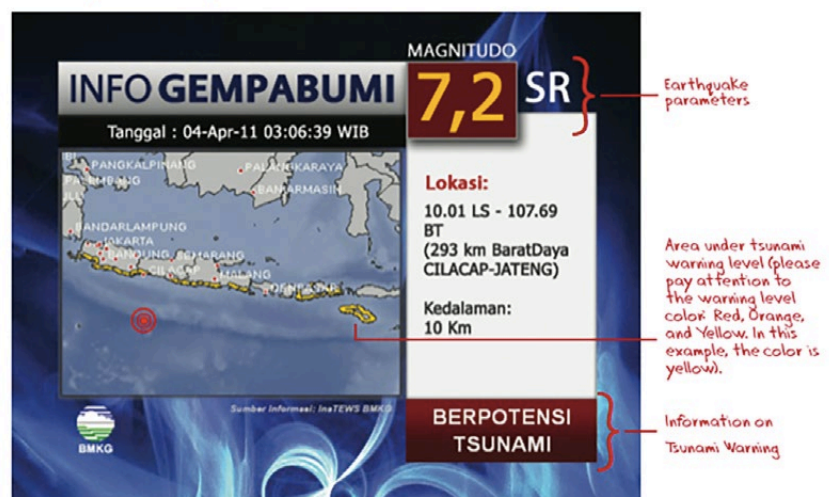 MAGNITUDO
INFO GEMPABUMI
7,2 SR
Tanggal : 04-Apr-11 03:06:39 WIB
PANGKALPINANG
PALANGKARAYA
PALEMBANG
BANJARMASIN
BANDARLAMPUNG
JAKARTA
BANDUNG
SEMARANG
CILACAP
MALANG
DENPASAR
Lokasi:
10.01 LS - 107.69
BT
(293 km BaratDaya
CILACAP-JATENG)
Kedalaman:
10 Km
Sumber Informasi: InaTEWS BMKG
BMKG
BERPOTENSI
TSUNAMI
Earthquake
parameters
Area under tsunami
warning level (please
pay attention to
the warning level
color: Red, Orange,
and Yellow. In this
example, the color is
yellow).
Information on
Tsunami Warning